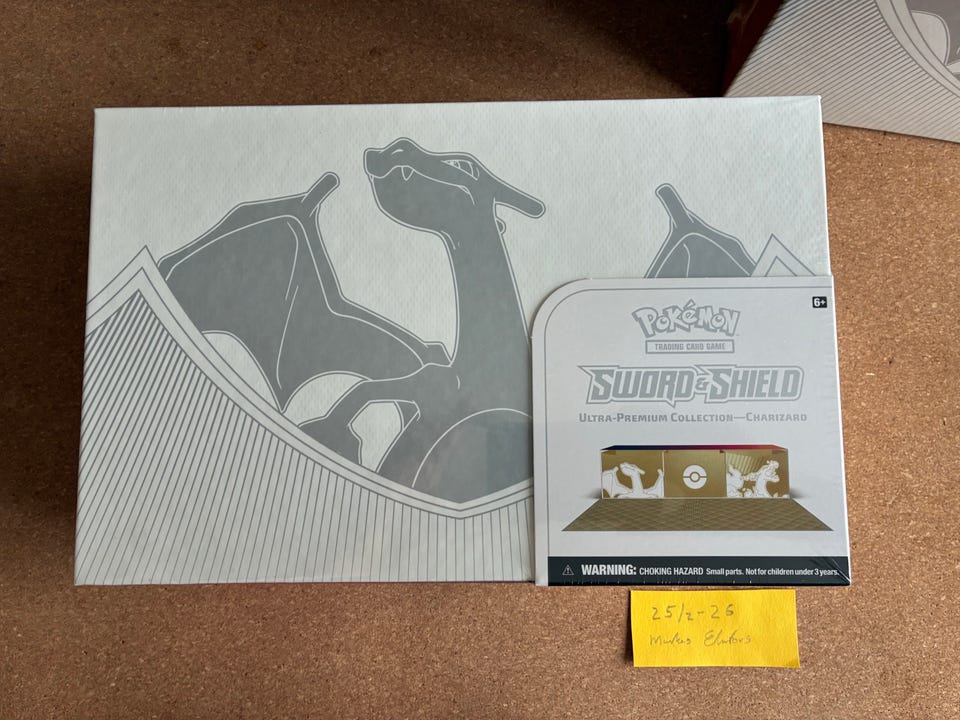 6+
Pokémon
TRADING CARD GAME
SWORD & SHIELD
ULTRA-PREMIUM COLLECTION—CHARIZARD
WARNING: CHOKING HAZARD Small parts. Not for children under 3 years.
25/2-26